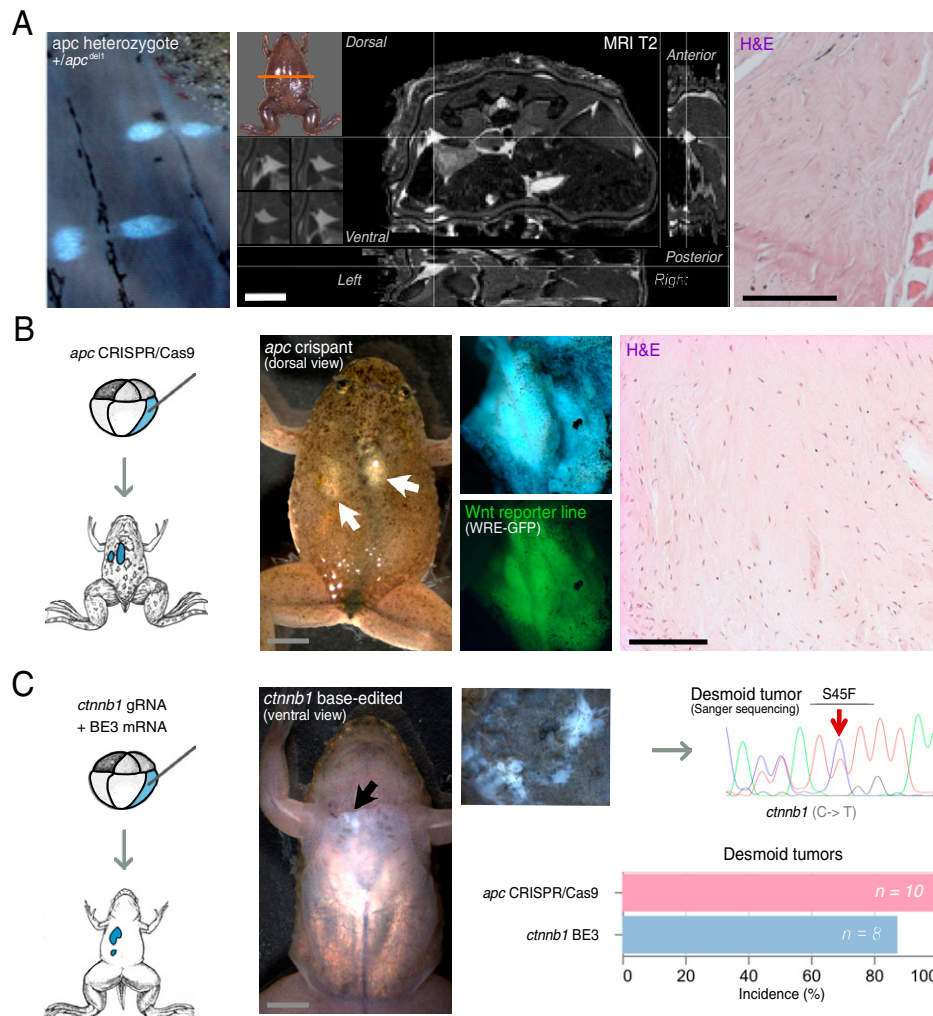 A
apc heterozygote
+/apc^del1
Dorsal
MRI T2
Anterior
H&E
Ventral
Posterior
Left
Right
B
apc CRISPR/Cas9
apc crispant
(dorsal view)
Wnt reporter line
(WRE-GFP)
H&E
C
ctnnb1 gRNA
+ BE3 mRNA
ctnnb1 base-edited
(ventral view)
Desmoid tumor
(Sanger sequencing)
S45F
ctnnb1 (C-> T)
Desmoid tumors
apc CRISPR/Cas9
n = 10
ctnnb1 BE3
n = 8
0 20 40 60 80 100
Incidence (%)